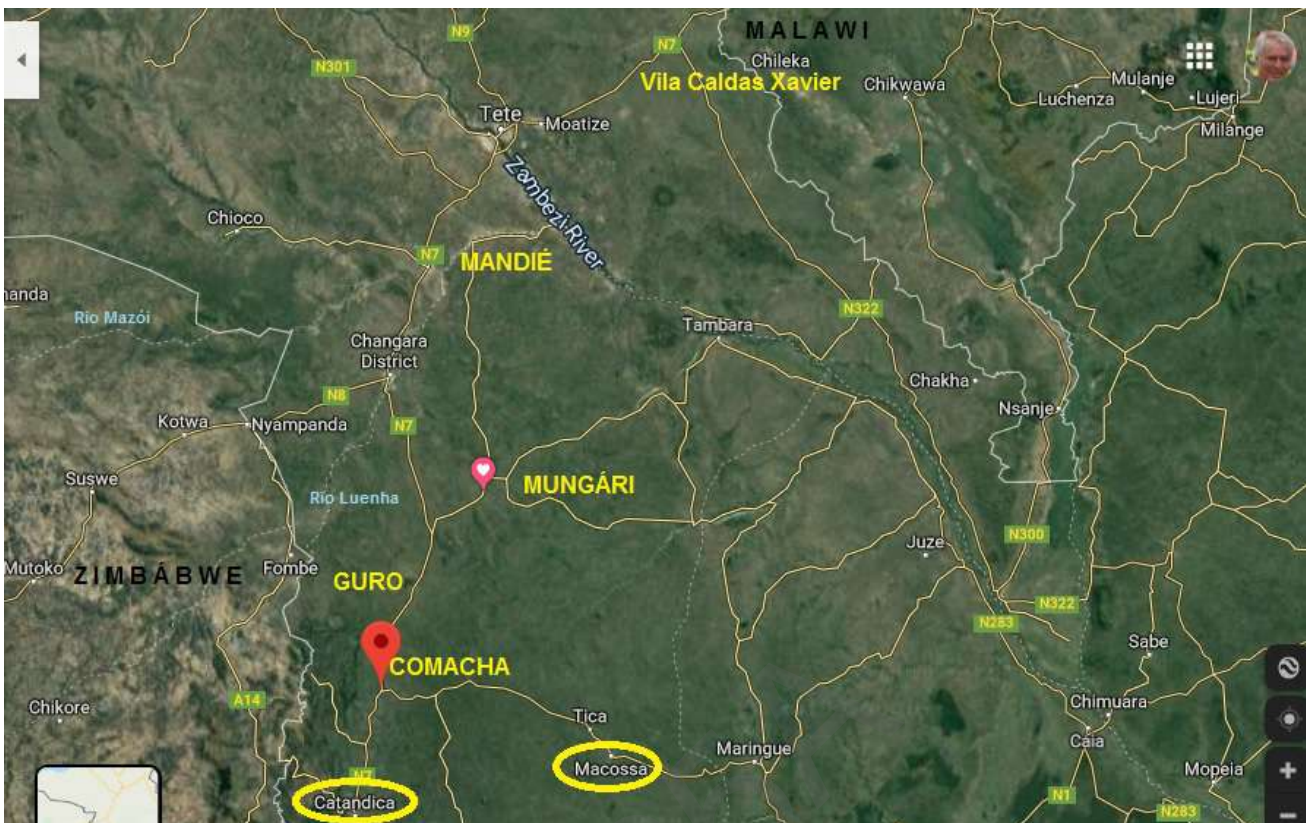 MALAWI
N9
N7
Chileka
N301
Vila Caldas Xavier
Chikwawa
Mulanje
Luchenza
Lujeri
Milange
Tete
Moatize
Zambezi River
Chioco
N7
MANDIÉ
anda
Rio Mazói
N322
Tambara
Changara
District
Chakha
N8
Nsanje
Kotwa
Nyampanda
N7
Suswe
MUNGÁRI
Rio Luenha
N300
Juze
Mutoko
ZIMBÁBWE
Fombe
GURO
N322
N283
Sabe
COMACHA
A14
Chikore
Chimuara
Tica
Caia
Maringue
Macossa
Mopeia
N7
N1
Catandica
N283